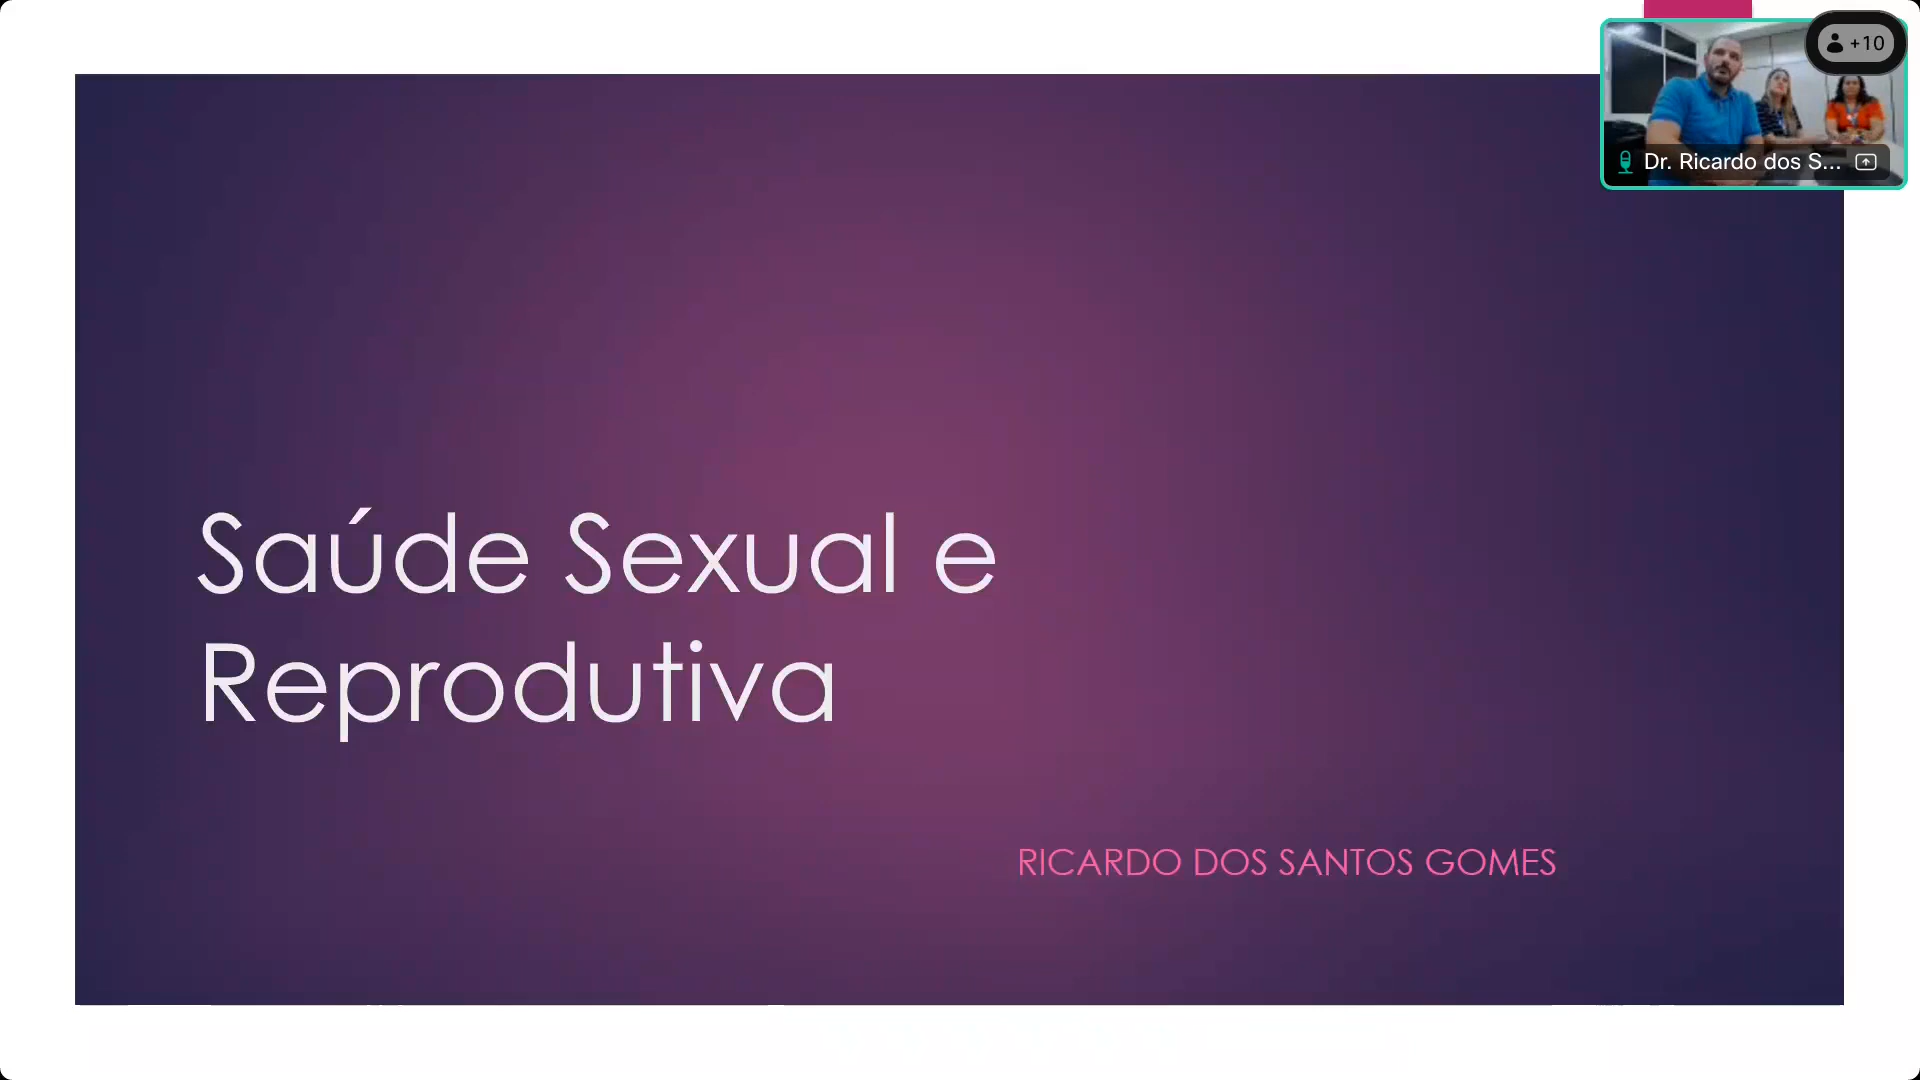 +10
Dr. Ricardo dos S...
Saúde Sexual e
Reprodutiva
RICARDO DOS SANTOS GOMES